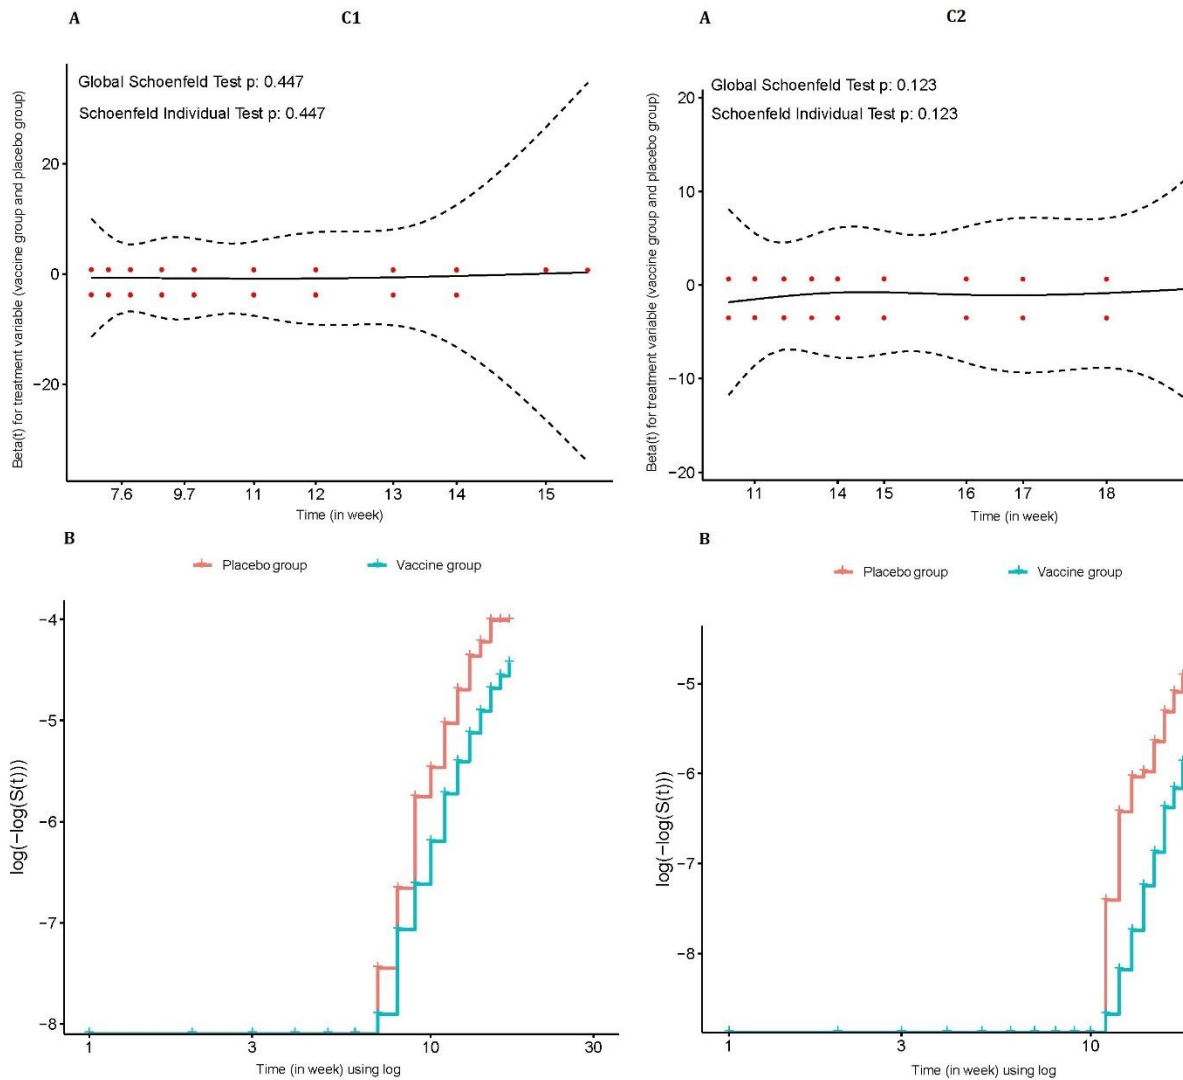 A
C1
Global Schoenfeld Test p: 0.447
Schoenfeld Individual Test p: 0.447
Beta(t) for treatment variable (vaccine group and placebo group)
20
0
−20
7.6
9.7
11
12
13
14
15
Time (in week)
A
C2
Global Schoenfeld Test p: 0.123
Schoenfeld Individual Test p: 0.123
Beta(t) for treatment variable (vaccine group and placebo group)
20
10
0
−10
−20
11
14
15
16
17
18
Time (in week)
B
Placebo group
Vaccine group
log(−log(S(t)))
−4
−5
−6
−7
−8
1
3
10
30
Time (in week) using log
B
Placebo group
Vaccine group
log(−log(S(t)))
−5
−6
−7
−8
1
3
10
Time (in week) using log